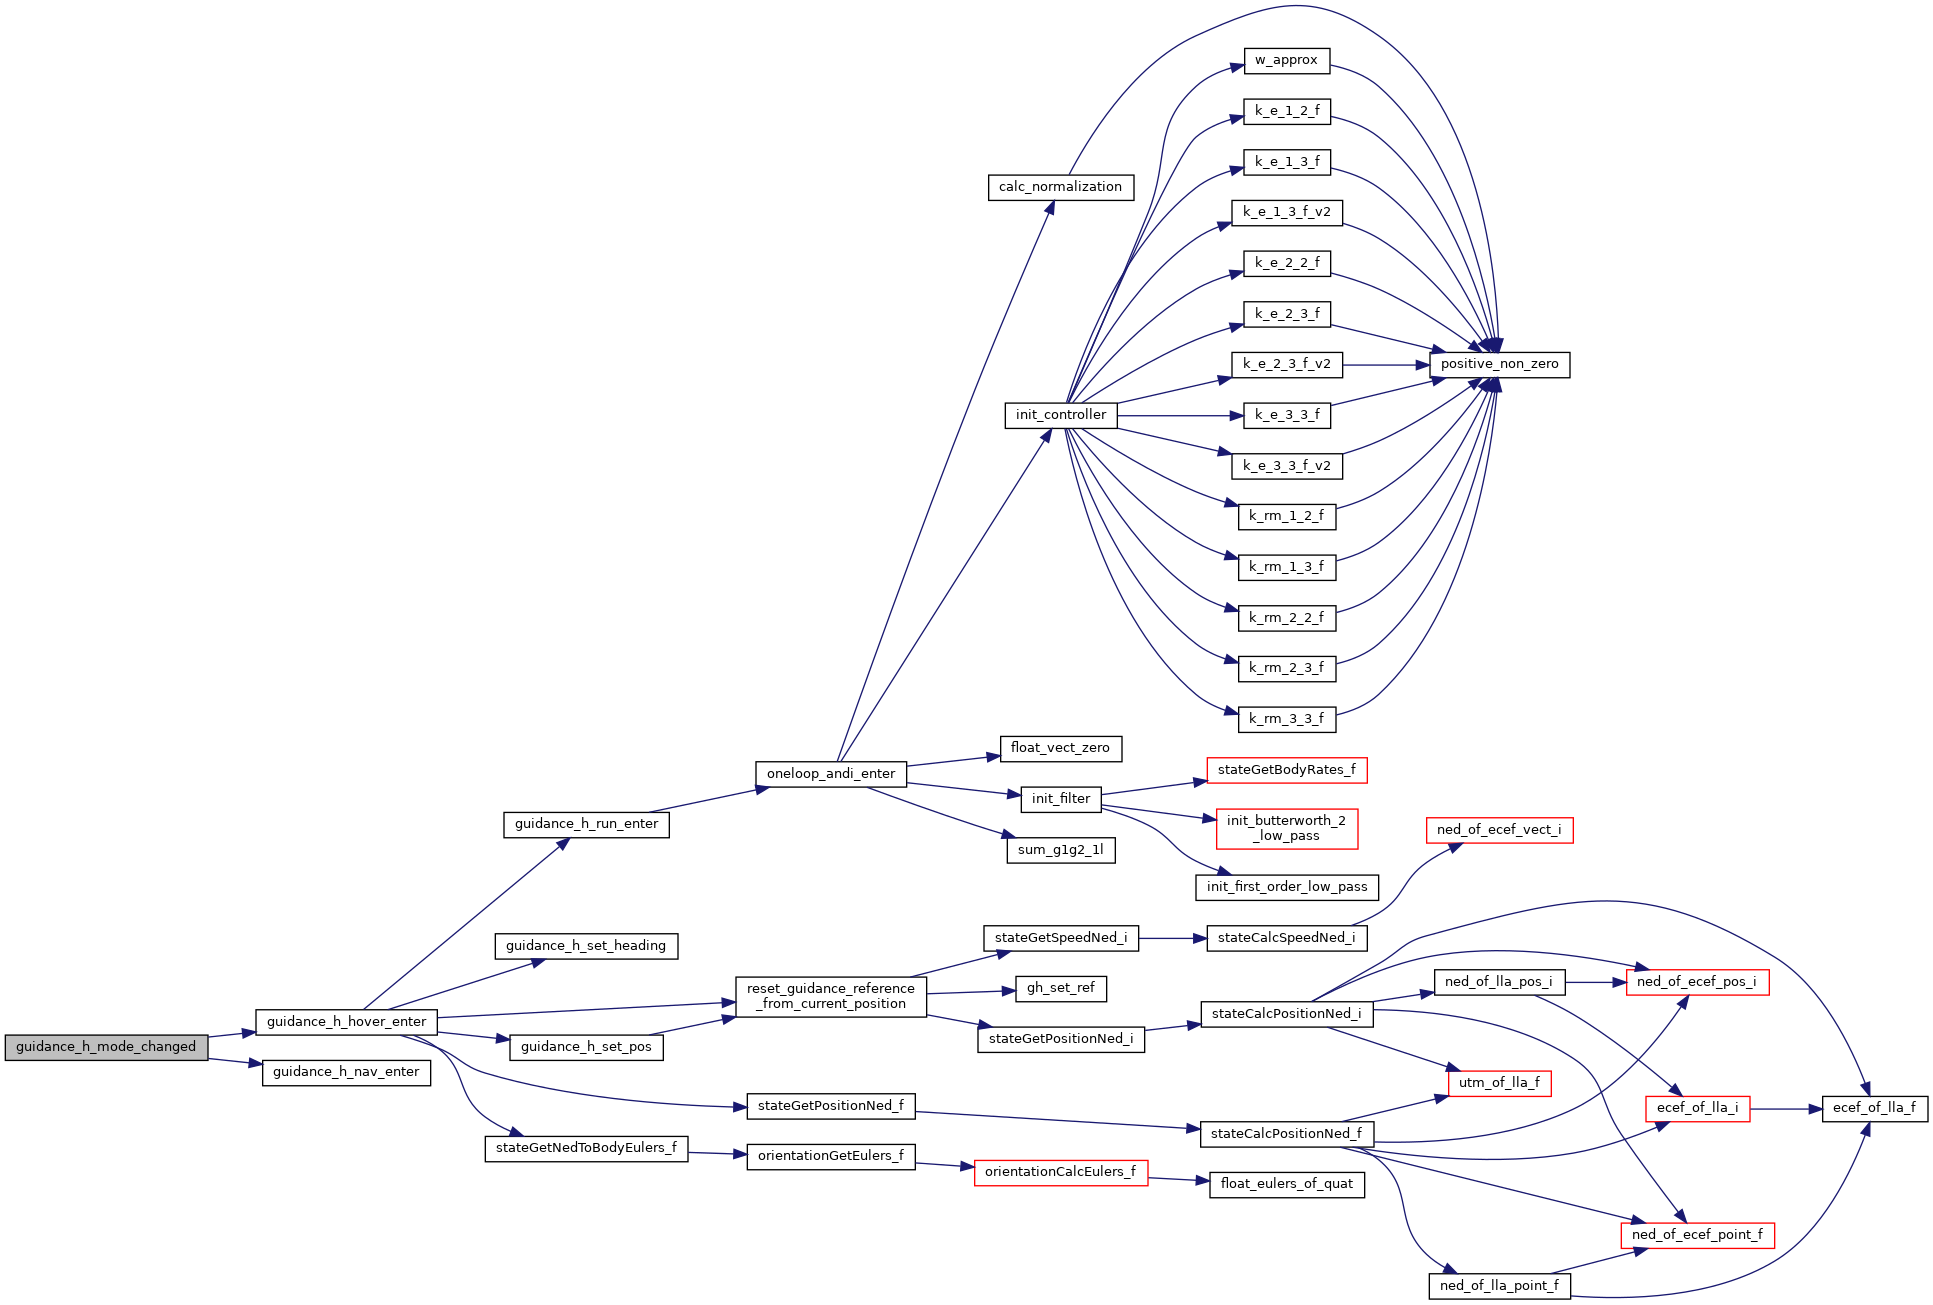 w_approx
k_e_1_2_f
k_e_1_3_f
calc_normalization
k_e_1_3_f_v2
k_e_2_2_f
k_e_2_3_f
k_e_2_3_f_v2
positive_non_zero
init_controller
k_e_3_3_f
k_e_3_3_f_v2
k_rm_1_2_f
k_rm_1_3_f
k_rm_2_2_f
k_rm_2_3_f
k_rm_3_3_f
float_vect_zero
oneloop_andi_enter
stateGetBodyRates_f
init_filter
guidance_h_run_enter
init_butterworth_2
_low_pass
ned_of_ecef_vect_i
sum_g1g2_1l
init_first_order_low_pass
guidance_h_set_heading
stateGetSpeedNed_i
stateCalcSpeedNed_i
reset_guidance_reference
_from_current_position
gh_set_ref
ned_of_lla_pos_i
ned_of_ecef_pos_i
guidance_h_hover_enter
stateCalcPositionNed_i
guidance_h_mode_changed
guidance_h_set_pos
stateGetPositionNed_i
guidance_h_nav_enter
utm_of_lla_f
stateGetPositionNed_f
ecef_of_lla_i
ecef_of_lla_f
stateCalcPositionNed_f
stateGetNedToBodyEulers_f
orientationGetEulers_f
orientationCalcEulers_f
float_eulers_of_quat
ned_of_ecef_point_f
ned_of_lla_point_f